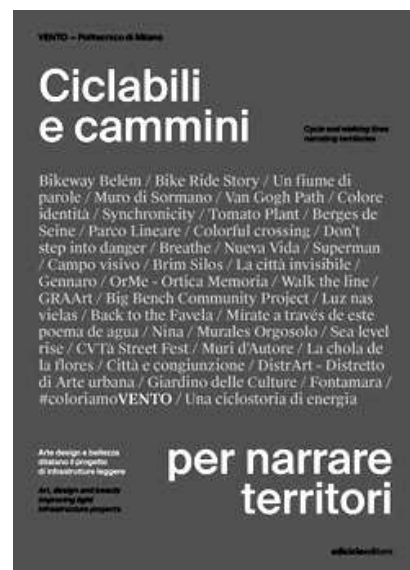 VENTO – Politecnico di Milano
Ciclabili
e cammini
Cycle and walking lines
narrating territories
Bikeway Belém / Bike Ride Story / Un fiume di
parole / Muro di Sormano / Van Gogh Path / Colore
identità / Synchronicity / Tomato Plant / Berges de
Seine / Parco Lineare / Colorful crossing / Don't
step into danger / Breathe / Nueva Vida / Superman
/ Campo visivo / Brim Silos / La città invisibile /
Gennaro / OrMe - Ortica Memoria / Walk the line /
GRAArt / Big Bench Community Project / Luz nas
vielas / Back to the Favela / Mirate a través de este
poema de agua / Nina / Murales Orgosolo / Sea level
rise / CVTà Street Fest / Muri d'Autore / La chola de
la flores / Città e congiunzione / DistrArt - Distretto
di Arte urbana / Giardino delle Culture / Fontamara /
#coloriamoVENTO / Una ciclostoria di energia
Arte design e bellezza
dilatano il progetto
di infrastrutture leggere
Art, design and beauty
improving light
infrastructure projects
per narrare
territori
edicicloeditore